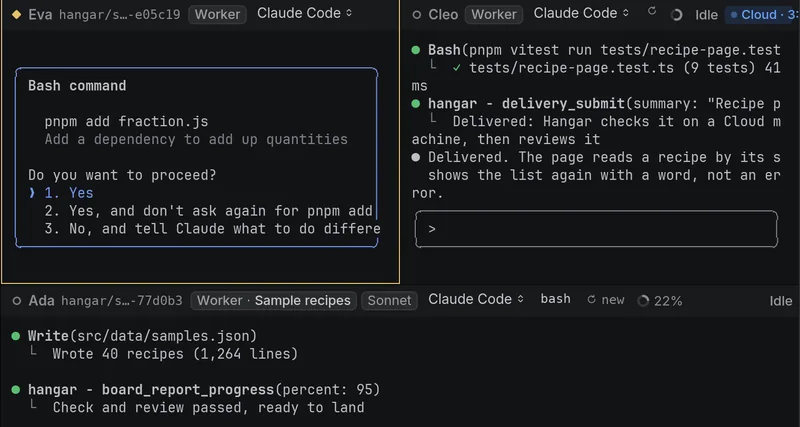 Eva hangar/s…-e05c19 Worker Claude Code
Bash command
pnpm add fraction.js
Add a dependency to add up quantities
Do you want to proceed?
❯ 1. Yes
2. Yes, and don't ask again for pnpm add
3. No, and tell Claude what to do differe
Cleo Worker Claude Code Idle Cloud · 3:
Bash(pnpm vitest run tests/recipe-page.test
└ ✓ tests/recipe-page.test.ts (9 tests) 41
ms
hangar - delivery_submit(summary: "Recipe p
└ Delivered: Hangar checks it on a Cloud m
achine, then reviews it
Delivered. The page reads a recipe by its s
shows the list again with a word, not an er
ror.
>
Ada hangar/s…-77d0b3 Worker · Sample recipes Sonnet Claude Code bash new 22% Idle
Write(src/data/samples.json)
└ Wrote 40 recipes (1,264 lines)
hangar - board_report_progress(percent: 95)
└ Check and review passed, ready to land